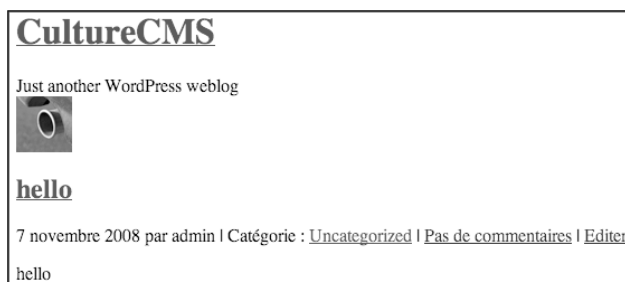 CultureCMS
Just another WordPress weblog
hello
7 novembre 2008 par admin | Catégorie : Uncategorized | Pas de commentaires | Editer
hello